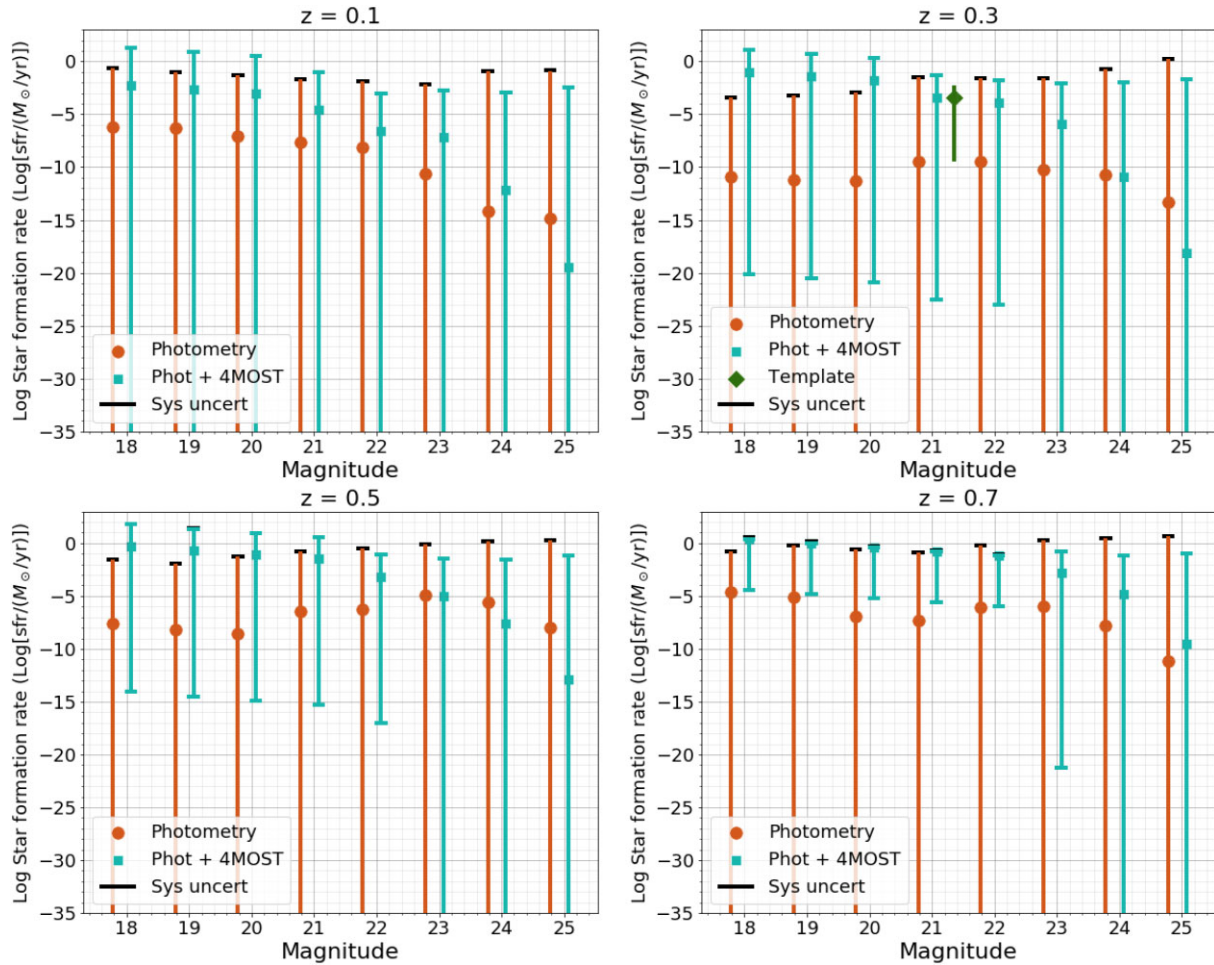 z = 0.1
Log Star formation rate (Log[sfr/(M⊙/yr)])
0
−5
−10
−15
−20
−25
−30
−35
Photometry
Phot + 4MOST
Sys uncert
18 19 20 21 22 23 24 25
Magnitude
z = 0.3
Log Star formation rate (Log[sfr/(M⊙/yr)])
0
−5
−10
−15
−20
−25
−30
−35
Photometry
Phot + 4MOST
Template
Sys uncert
18 19 20 21 22 23 24 25
Magnitude
z = 0.5
Log Star formation rate (Log[sfr/(M⊙/yr)])
0
−5
−10
−15
−20
−25
−30
−35
Photometry
Phot + 4MOST
Sys uncert
18 19 20 21 22 23 24 25
Magnitude
z = 0.7
Log Star formation rate (Log[sfr/(M⊙/yr)])
0
−5
−10
−15
−20
−25
−30
−35
Photometry
Phot + 4MOST
Sys uncert
18 19 20 21 22 23 24 25
Magnitude